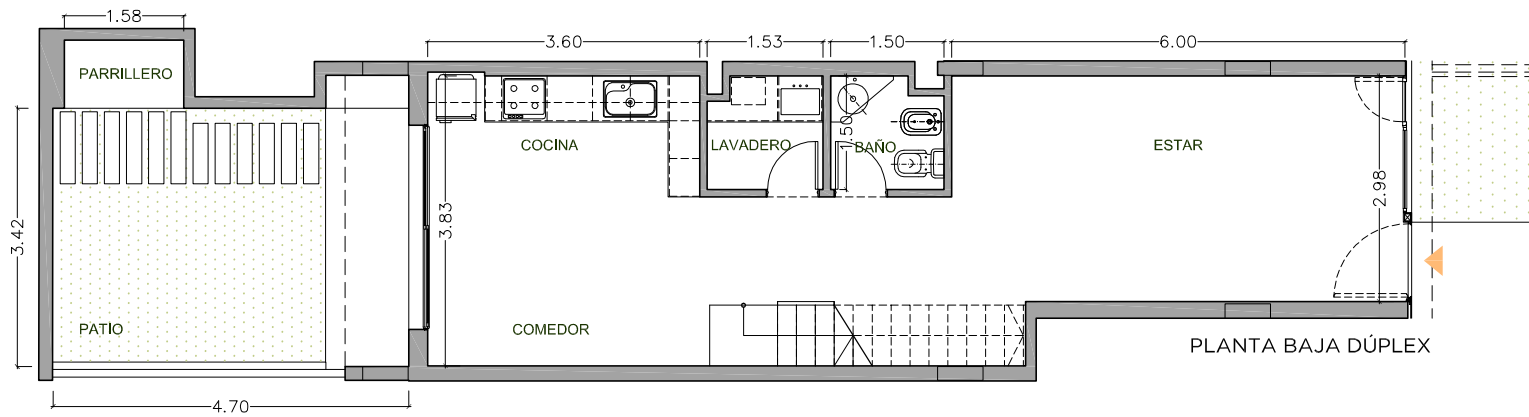 1.58
3.60
1.53
1.50
6.00
PARRILLERO
COCINA
LAVADERO
1.50
BAÑO
ESTAR
2.98
3.42
3.83
PATIO
COMEDOR
PLANTA BAJA DÚPLEX
4.70